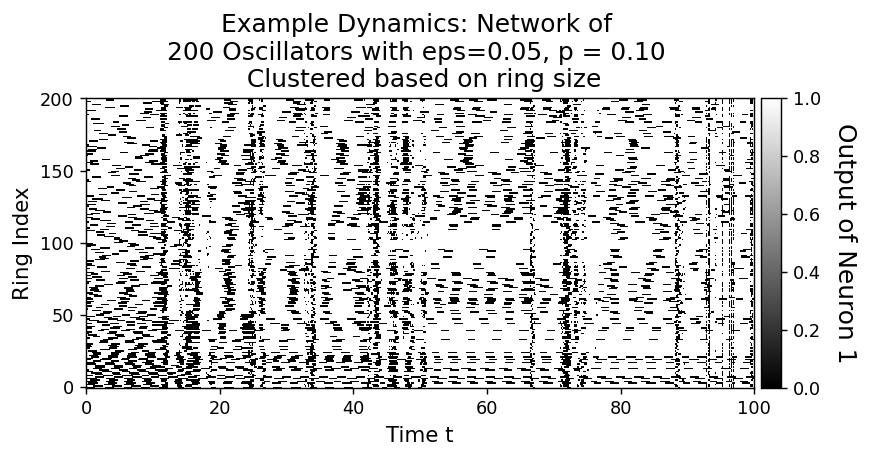 Example Dynamics: Network of
200 Oscillators with eps=0.05, p = 0.10
Clustered based on ring size
200
150
100
50
0
Ring Index
0 20 40 60 80 100
Time t
1.0
0.8
0.6
0.4
0.2
0.0
Output of Neuron 1